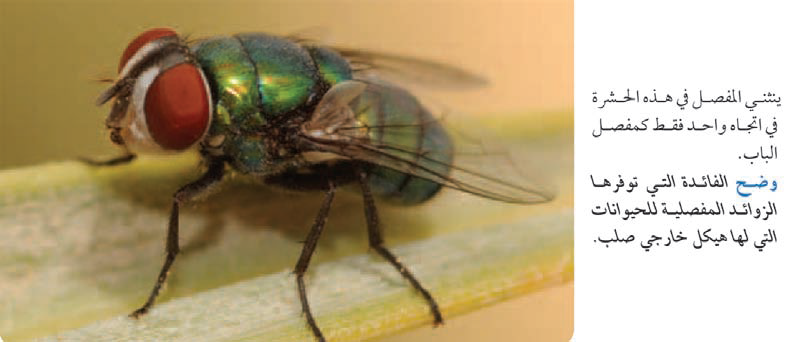 ينثني المفصل في هذه الحشرة
في اتجاه واحد فقط كمفصل
الباب.
وضح الفائدة التي توفرها
الزوائد المفصلية للحيوانات
التي لها هيكل خارجي صلب.